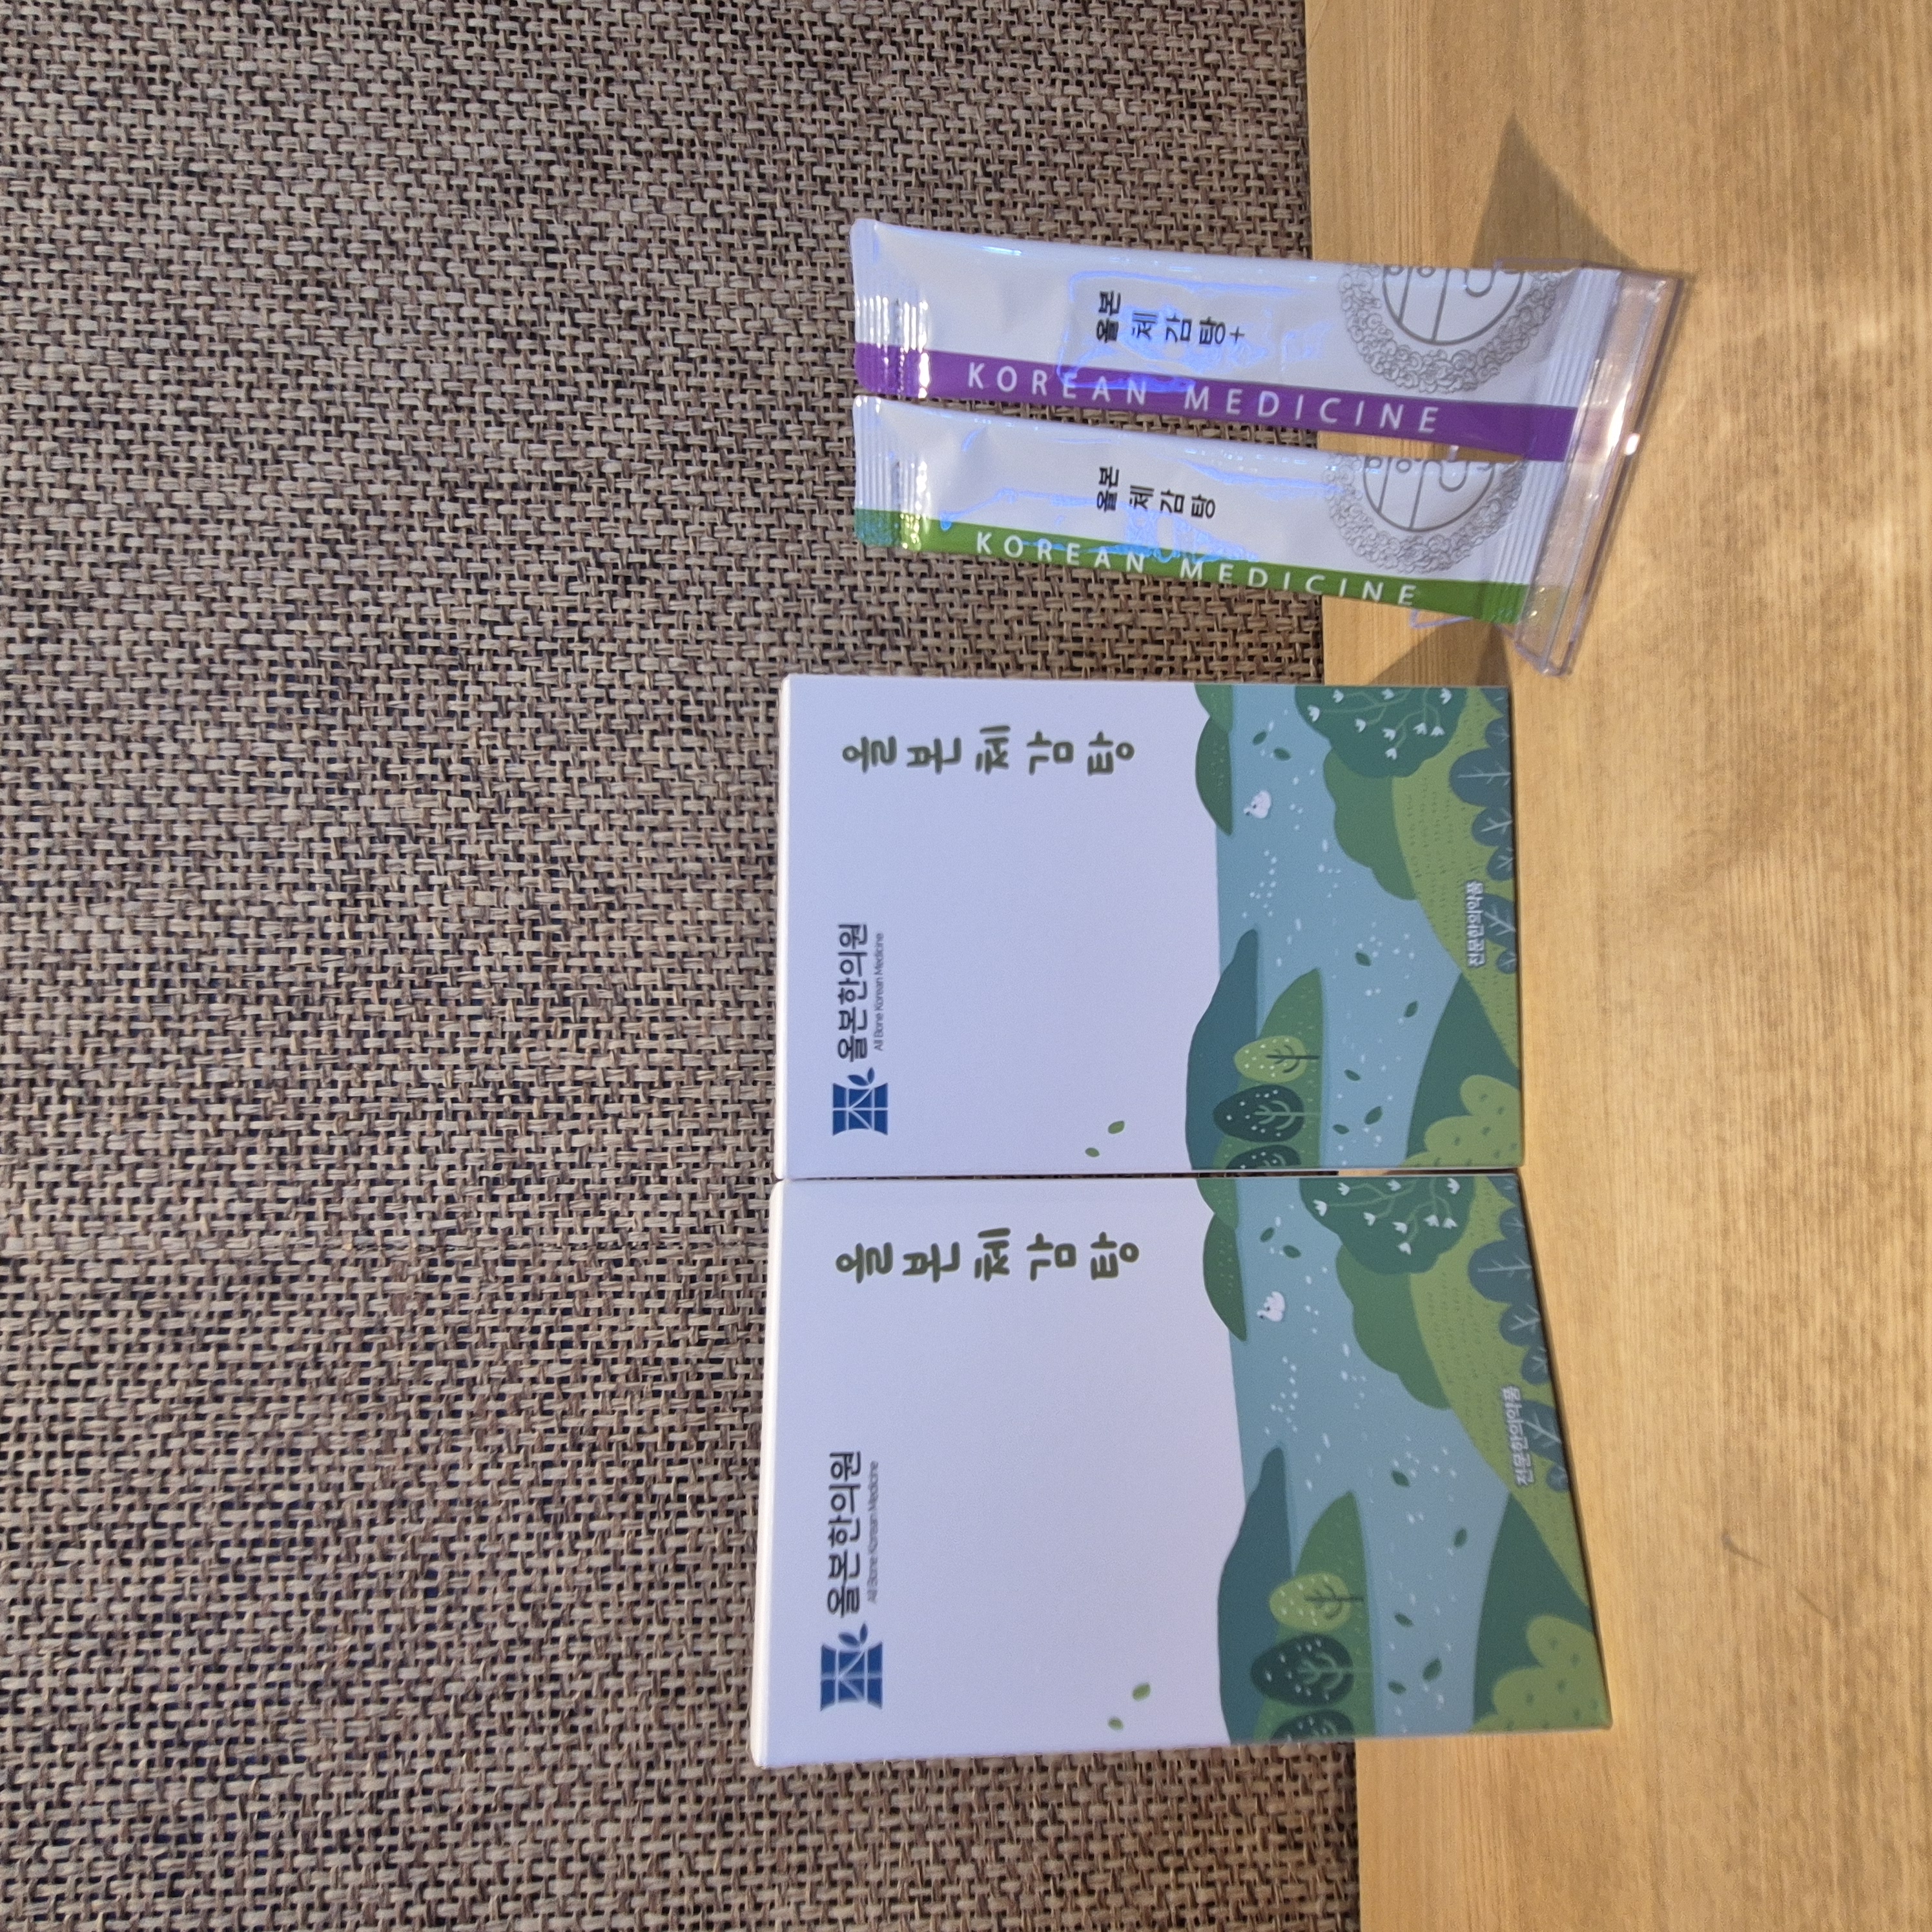 올본한의원
All Bone Korean Medicine
올본체감탕
전문한의약품
올본한의원
All Bone Korean Medicine
올본체감탕
전문한의약품
KOREAN MEDICINE
올본
체감탕
KOREAN MEDICINE
올본
체감탕+